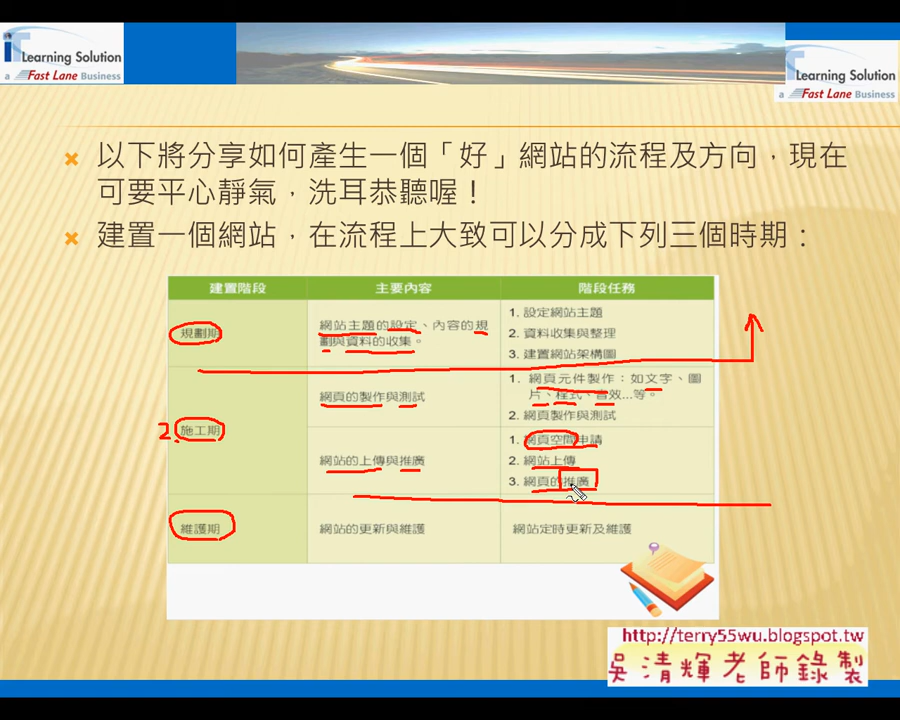 iT Learning Solution
a Fast Lane Business
Learning Solution
a Fast Lane Business
以下將分享如何產生一個「好」網站的流程及方向，現在
可要平心靜氣，洗耳恭聽喔！
建置一個網站，在流程上大致可以分成下列三個時期：
建置階段 主要內容 階段任務
規劃期
網站主題的設定、內容的規
劃與資料的收集。
1. 設定網站主題
2. 資料收集與整理
3. 建置網站架構圖
2. 施工期
網頁的製作與測試
1. 網頁元件製作：如文字、圖
片、程式、音效...等。
2. 網頁製作與測試
網站的上傳與推廣
1. 網頁空間申請
2. 網站上傳
3. 網頁的推廣
維護期
網站的更新與維護
網站定時更新及維護
http://terry55wu.blogspot.tw
吳清輝老師錄製